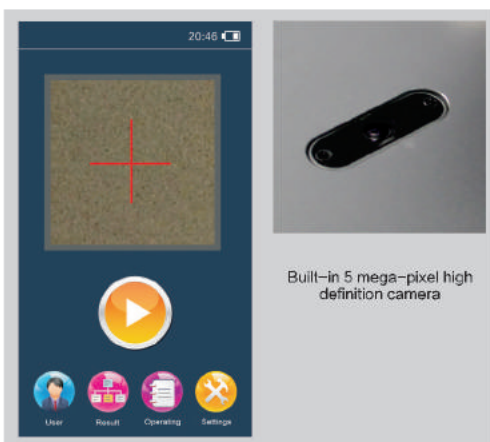 20:46
User
Result
Operating
Settings
Built-in 5 mega-pixel high
definition camera